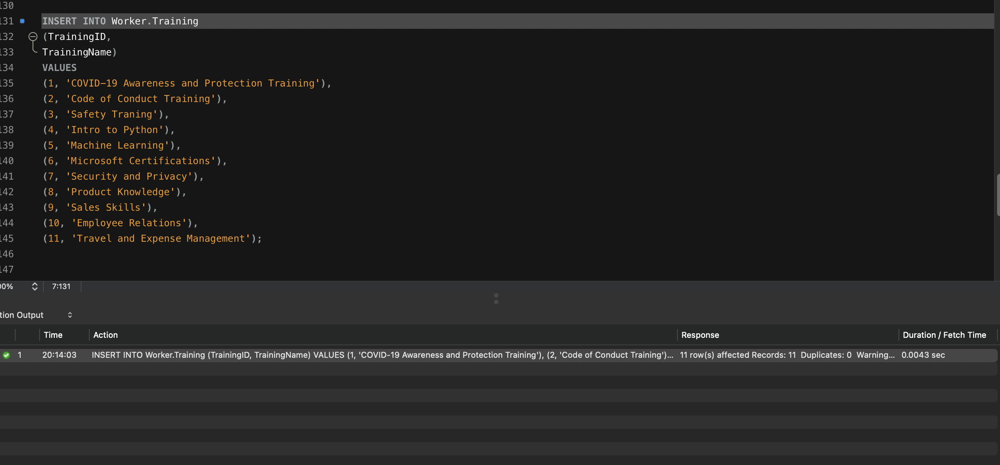 130
131 INSERT INTO Worker.Training
132 (TrainingID,
133 TrainingName)
134 VALUES
135 (1, 'COVID-19 Awareness and Protection Training'),
136 (2, 'Code of Conduct Training'),
137 (3, 'Safety Traning'),
138 (4, 'Intro to Python'),
139 (5, 'Machine Learning'),
140 (6, 'Microsoft Certifications'),
141 (7, 'Security and Privacy'),
142 (8, 'Product Knowledge'),
143 (9, 'Sales Skills'),
144 (10, 'Employee Relations'),
145 (11, 'Travel and Expense Management');
146
147
00% 7:131
tion Output
Time Action Response Duration / Fetch Time
1 20:14:03 INSERT INTO Worker.Training (TrainingID, TrainingName) VALUES (1, 'COVID-19 Awareness and Protection Training'), (2, 'Code of Conduct Training')... 11 row(s) affected Records: 11 Duplicates: 0 Warning... 0.0043 sec